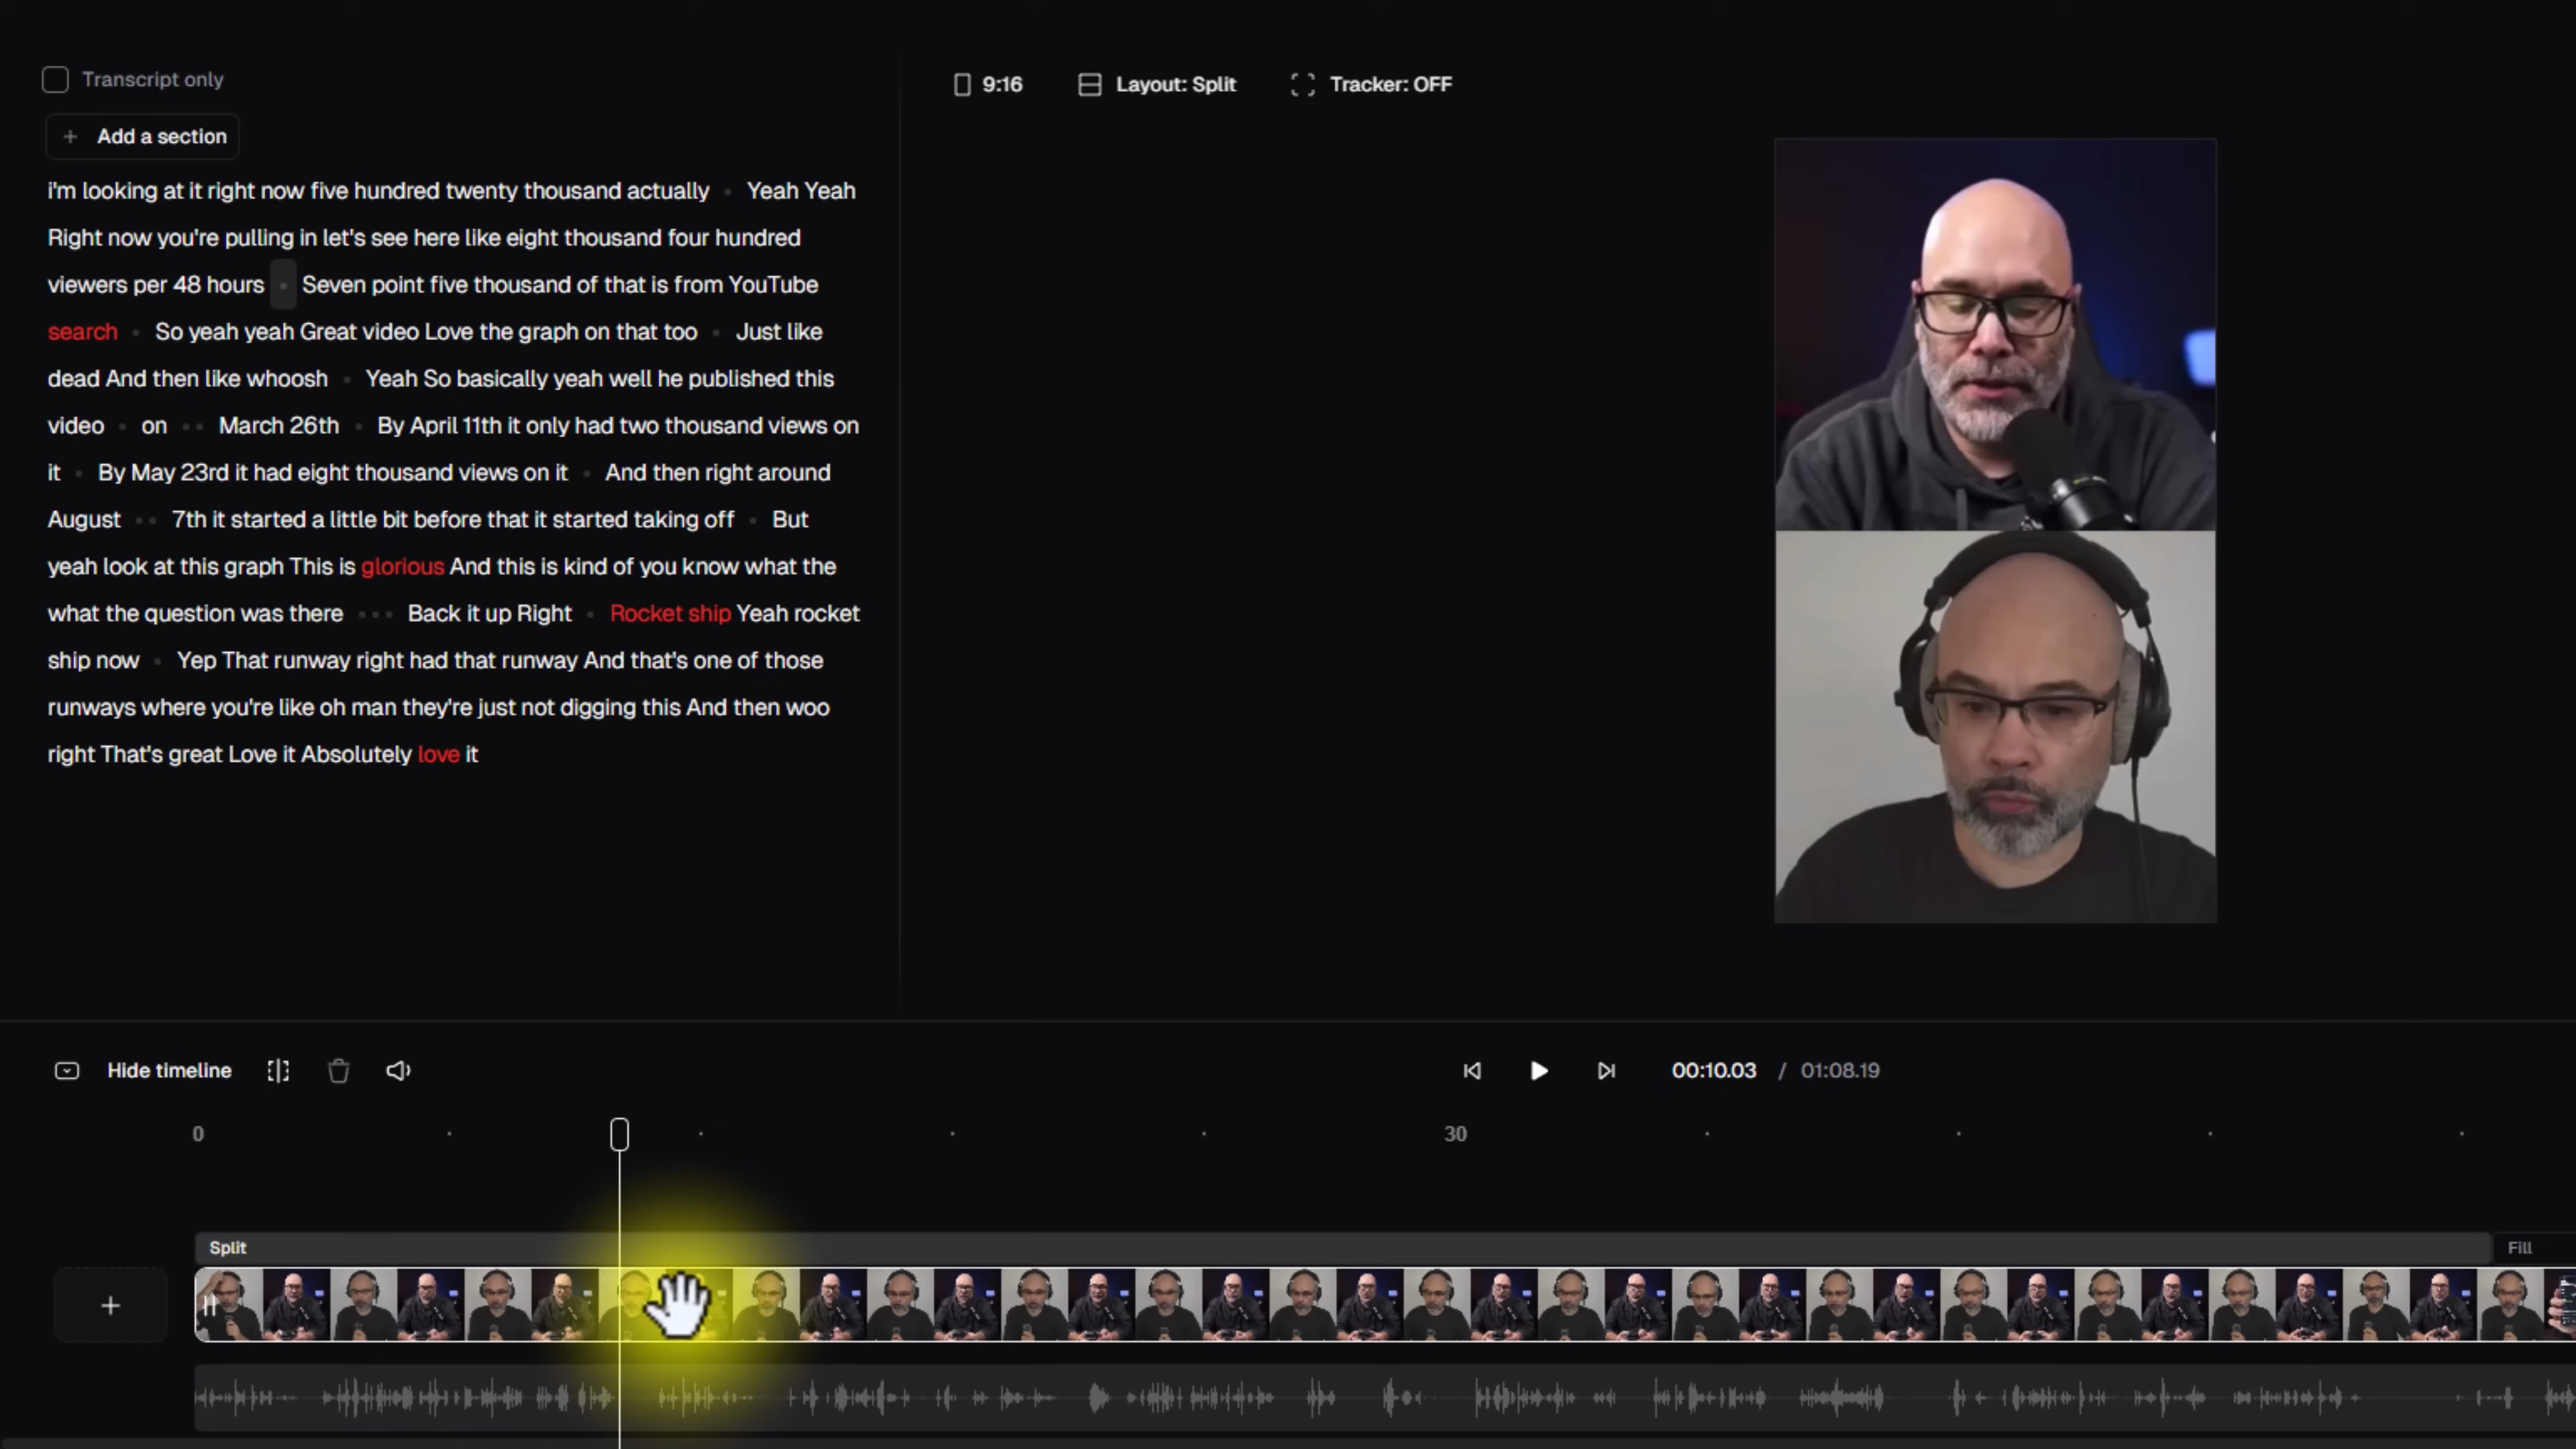 Transcript only
Add a section
i'm looking at it right now five hundred twenty thousand actually Yeah Yeah
Right now you're pulling in let's see here like eight thousand four hundred
viewers per 48 hours Seven point five thousand of that is from YouTube
search So yeah yeah Great video Love the graph on that too Just like
dead And then like whoosh Yeah So basically yeah well he published this
video on March 26th By April 11th it only had two thousand views on
it By May 23rd it had eight thousand views on it And then right around
August 7th it started a little bit before that it started taking off But
yeah look at this graph This is glorious And this is kind of you know what the
what the question was there Back it up Right Rocket ship Yeah rocket
ship now Yep That runway right had that runway And that's one of those
runways where you're like oh man they're just not digging this And then woo
right That's great Love it Absolutely love it
9:16 Layout: Split Tracker: OFF
Hide timeline
00:10.03 / 01:08.19
0 30
Split Fill